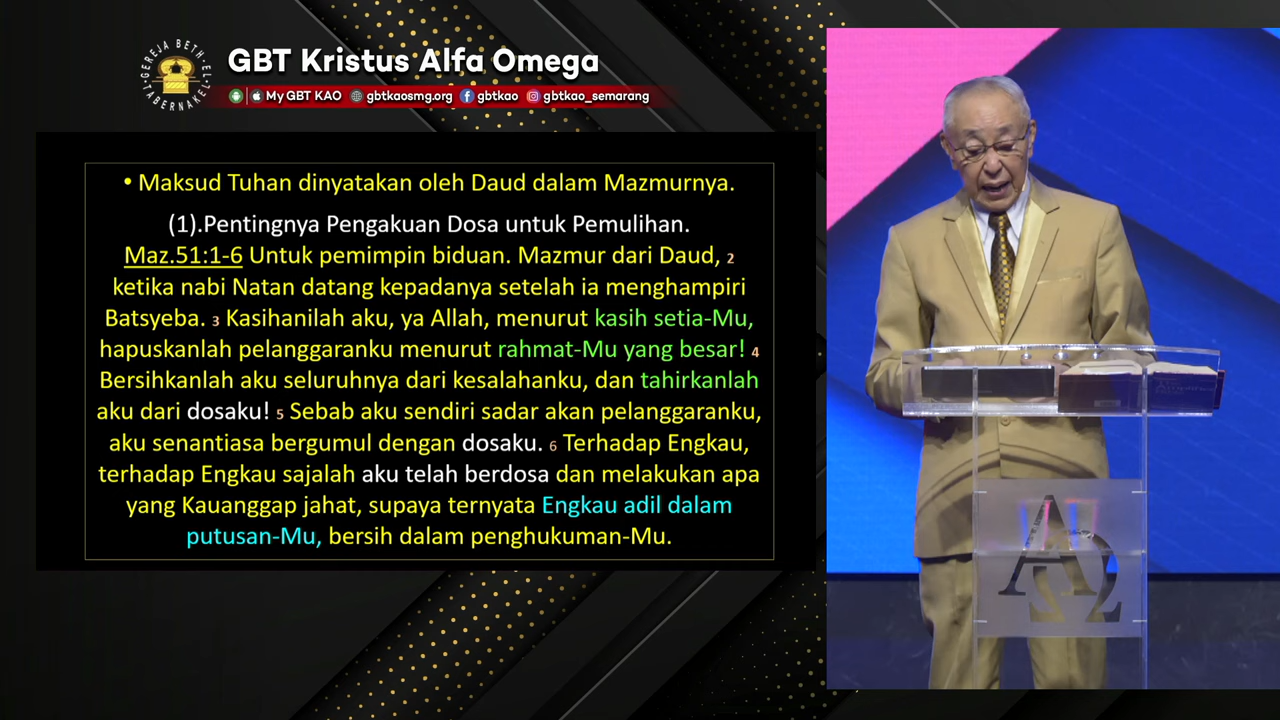 GEREJA BETH-EL
TABERNAKEL
GBT Kristus Alfa Omega
My GBT KAO gbtkaosmg.org gbtkao gbtkao_semarang
• Maksud Tuhan dinyatakan oleh Daud dalam Mazmurnya.
(1).Pentingnya Pengakuan Dosa untuk Pemulihan.
Maz.51:1-6 Untuk pemimpin biduan. Mazmur dari Daud, 2
ketika nabi Natan datang kepadanya setelah ia menghampiri
Batsyeba. 3 Kasihanilah aku, ya Allah, menurut kasih setia-Mu,
hapuskanlah pelanggaranku menurut rahmat-Mu yang besar! 4
Bersihkanlah aku seluruhnya dari kesalahanku, dan tahirkanlah
aku dari dosaku! 5 Sebab aku sendiri sadar akan pelanggaranku,
aku senantiasa bergumul dengan dosaku. 6 Terhadap Engkau,
terhadap Engkau sajalah aku telah berdosa dan melakukan apa
yang Kauanggap jahat, supaya ternyata Engkau adil dalam
putusan-Mu, bersih dalam penghukuman-Mu.
ΑΩ